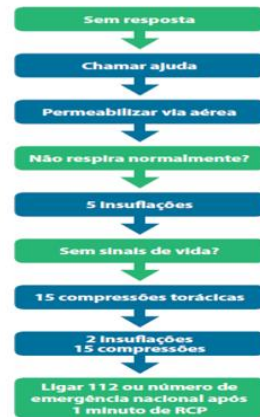 Sem resposta
Chamar ajuda
Permeabilizar via aérea
Não respira normalmente?
5 Insuflações
Sem sinais de vida?
15 compressões torácicas
2 Insuflações
15 compressões
Ligar 112 ou número de
emergência nacional após
1 minuto de RCP